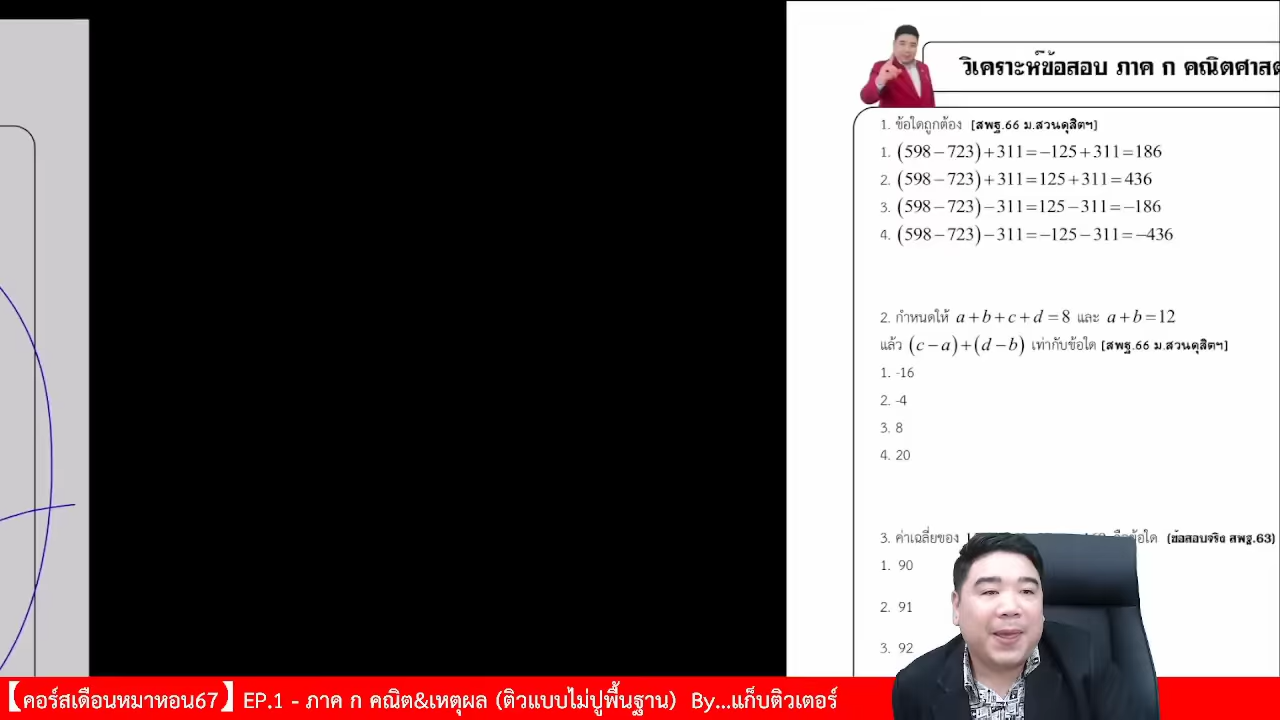 วิเคราะห์ข้อสอบ ภาค ก คณิตศาสต
1. ข้อใดถูกต้อง [สพฐ.66 ม.สวนดุสิตฯ]
1. (598−723)+311=−125+311=186
2. (598−723)+311=125+311=436
3. (598−723)−311=125−311=−186
4. (598−723)−311=−125−311=−436
2. กำหนดให้ a+b+c+d=8 และ a+b=12
แล้ว (c−a)+(d−b) เท่ากับข้อใด [สพฐ.66 ม.สวนดุสิตฯ]
1. -16
2. -4
3. 8
4. 20
3. ค่าเฉลี่ยของ (ข้อสอบจริง สพฐ.63)
1. 90
2. 91
3. 92
【คอร์สเดือนหมาหอน67】 EP.1 - ภาค ก คณิต&เหตุผล (ติวแบบไม่ปูพื้นฐาน) By...แก็บติวเตอร์